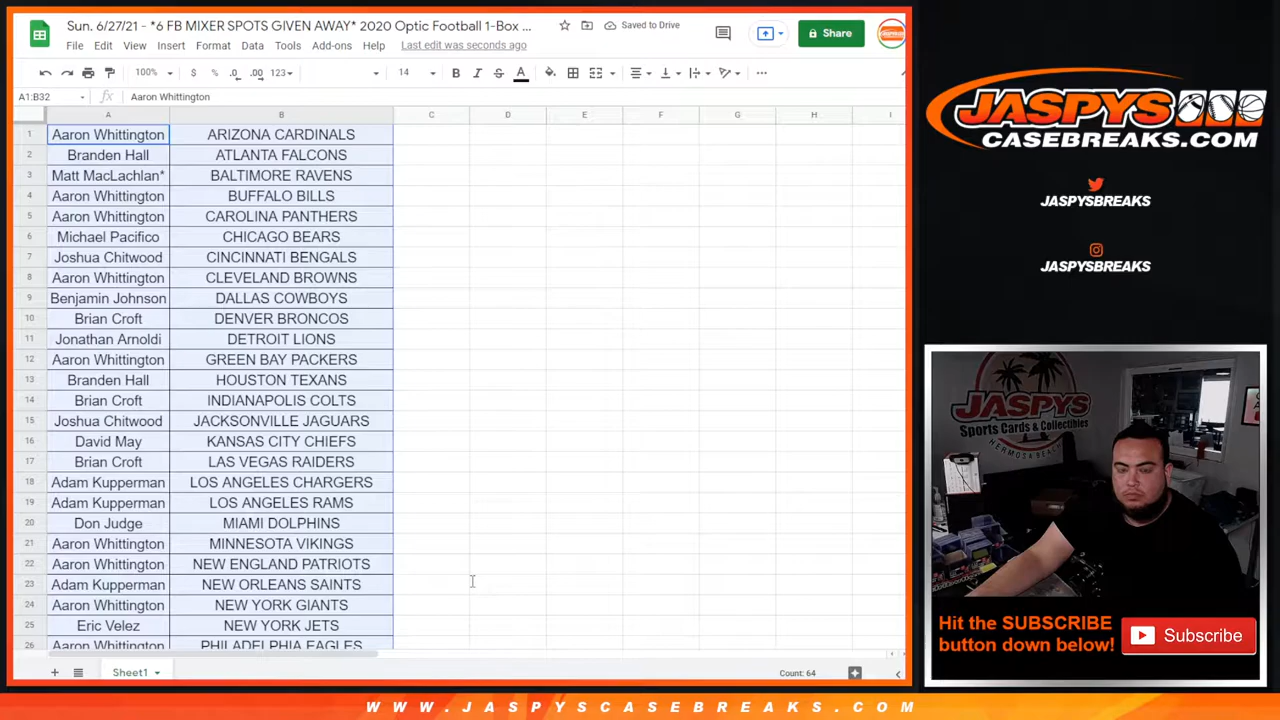 Sun. 6/27/21 - *6 FB MIXER SPOTS GIVEN AWAY* 2020 Optic Football 1-Box ...
Saved to Drive
File Edit View Insert Format Data Tools Add-ons Help Last edit was seconds ago
Share
100% $ % .0 .00 123 14 B I S A
A1:B32 fx Aaron Whittington
A B C D E F G H I
1 Aaron Whittington ARIZONA CARDINALS
2 Branden Hall ATLANTA FALCONS
3 Matt MacLachlan* BALTIMORE RAVENS
4 Aaron Whittington BUFFALO BILLS
5 Aaron Whittington CAROLINA PANTHERS
6 Michael Pacifico CHICAGO BEARS
7 Joshua Chitwood CINCINNATI BENGALS
8 Aaron Whittington CLEVELAND BROWNS
9 Benjamin Johnson DALLAS COWBOYS
10 Brian Croft DENVER BRONCOS
11 Jonathan Arnoldi DETROIT LIONS
12 Aaron Whittington GREEN BAY PACKERS
13 Branden Hall HOUSTON TEXANS
14 Brian Croft INDIANAPOLIS COLTS
15 Joshua Chitwood JACKSONVILLE JAGUARS
16 David May KANSAS CITY CHIEFS
17 Brian Croft LAS VEGAS RAIDERS
18 Adam Kupperman LOS ANGELES CHARGERS
19 Adam Kupperman LOS ANGELES RAMS
20 Don Judge MIAMI DOLPHINS
21 Aaron Whittington MINNESOTA VIKINGS
22 Aaron Whittington NEW ENGLAND PATRIOTS
23 Adam Kupperman NEW ORLEANS SAINTS
24 Aaron Whittington NEW YORK GIANTS
25 Eric Velez NEW YORK JETS
26 Aaron Whittington PHILADELPHIA EAGLES
Sheet1 Count: 64
JASPYS
CASEBREAKS.COM
JASPYSBREAKS
JASPYSBREAKS
JASPYS
Sports Cards & Collectibles
HERMOSA BEACH
Hit the SUBSCRIBE
button down below!
Subscribe
WWW.JASPYSCASEBREAKS.COM